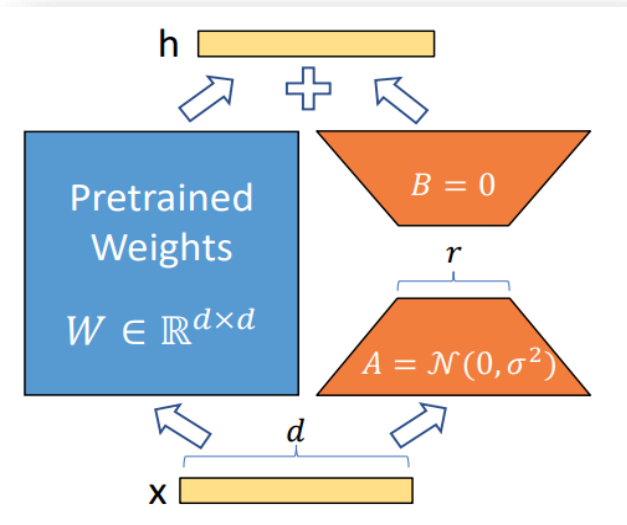 h
Pretrained
Weights
W ∈ ℝ^{d×d}
B = 0
r
A = 𝒩(0, σ²)
d
x